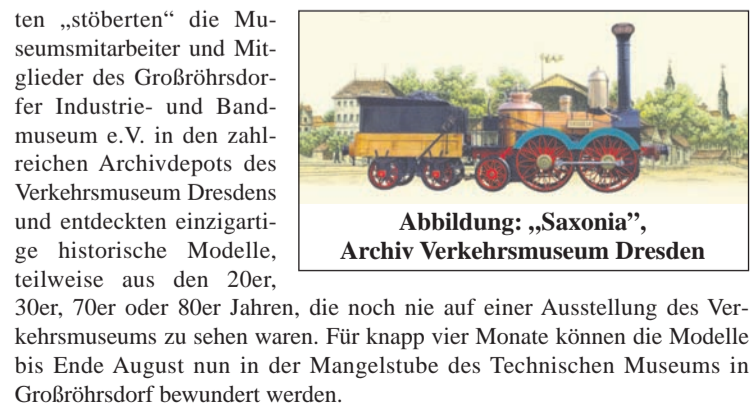 ten „stöberten“ die Mu-
seumsmitarbeiter und Mit-
glieder des Großröhrsdor-
fer Industrie- und Band-
museum e.V. in den zahl-
reichen Archivdepots des
Verkehrsmuseum Dresdens
und entdeckten einzigarti-
ge historische Modelle,
teilweise aus den 20er,
Abbildung: „Saxonia”,
Archiv Verkehrsmuseum Dresden
30er, 70er oder 80er Jahren, die noch nie auf einer Ausstellung des Ver-
kehrsmuseums zu sehen waren. Für knapp vier Monate können die Modelle
bis Ende August nun in der Mangelstube des Technischen Museums in
Großröhrsdorf bewundert werden.